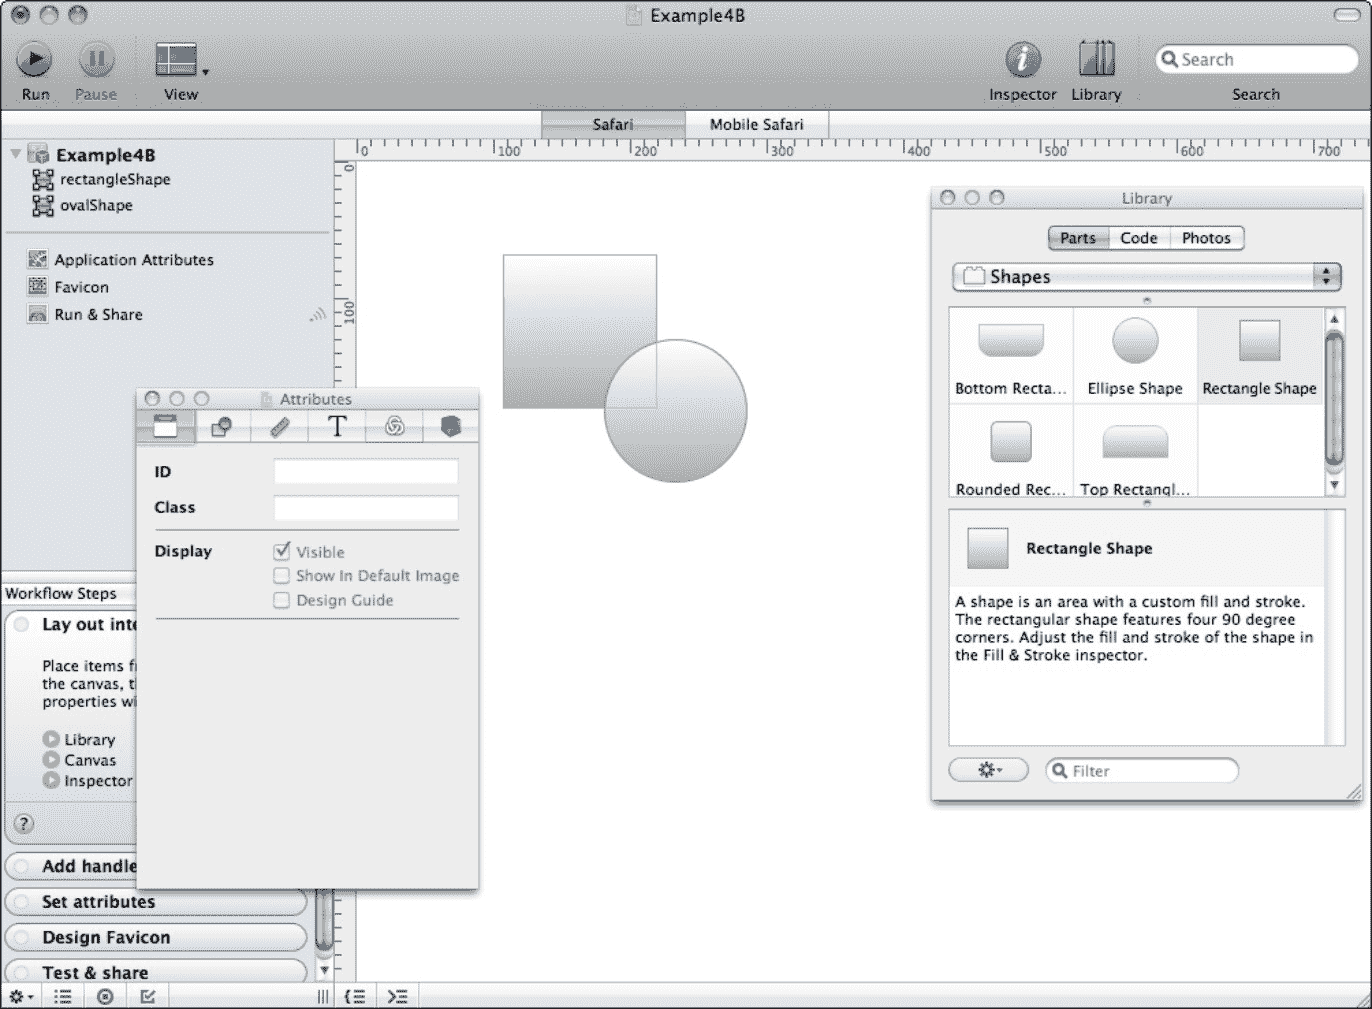 Example4B
Run
Pause
View
Inspector
Library
Search
Search
Safari
Mobile Safari
0
100
200
300
400
500
600
700
0
100
Example4B
rectangleShape
ovalShape
Application Attributes
Favicon
Run & Share
Attributes
T
ID
Class
Display
Visible
Show In Default Image
Design Guide
Workflow Steps
Lay out inte
Place items f
the canvas, t
properties wi
Library
Canvas
Inspector
?
Add handle
Set attributes
Design Favicon
Test & share
Library
Parts
Code
Photos
Shapes
Bottom Recta...
Ellipse Shape
Rectangle Shape
Rounded Rec...
Top Rectangl...
Rectangle Shape
A shape is an area with a custom fill and stroke.
The rectangular shape features four 90 degree
corners. Adjust the fill and stroke of the shape in
the Fill & Stroke inspector.
Filter